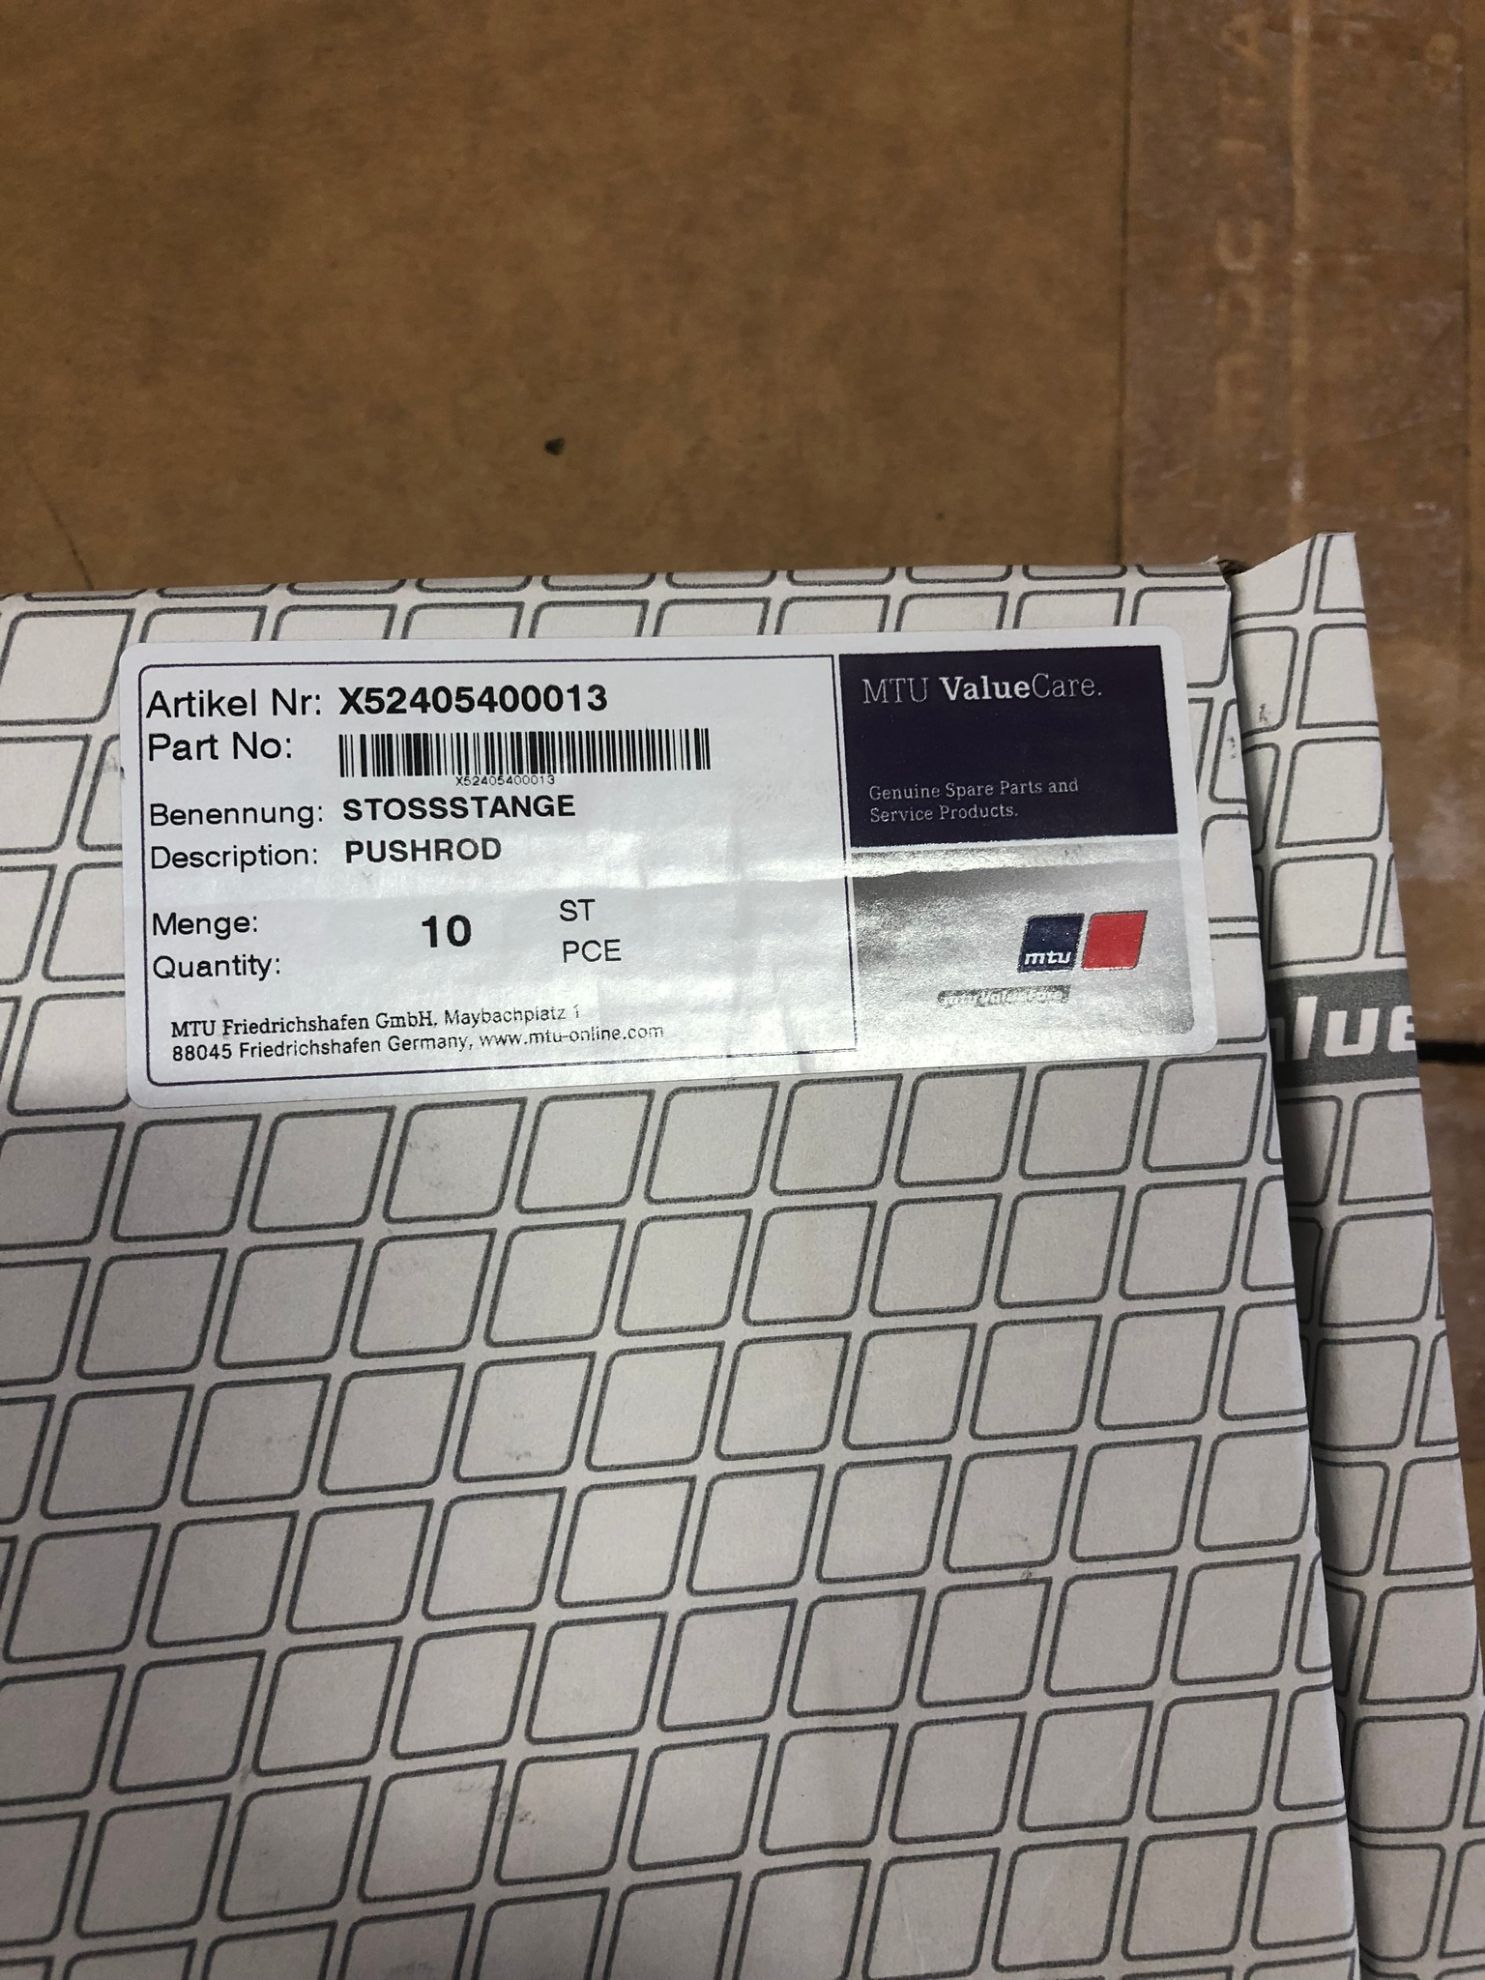 Artikel Nr: X52405400013
Part No:
X52405400013
Benennung: STOSSSTANGE
Description: PUSHROD
Menge: 10 ST
Quantity: PCE
MTU Friedrichshafen GmbH, Maybachplatz 1
88045 Friedrichshafen Germany, www.mtu-online.com
MTU ValueCare.
Genuine Spare Parts and
Service Products.
mtu
lue